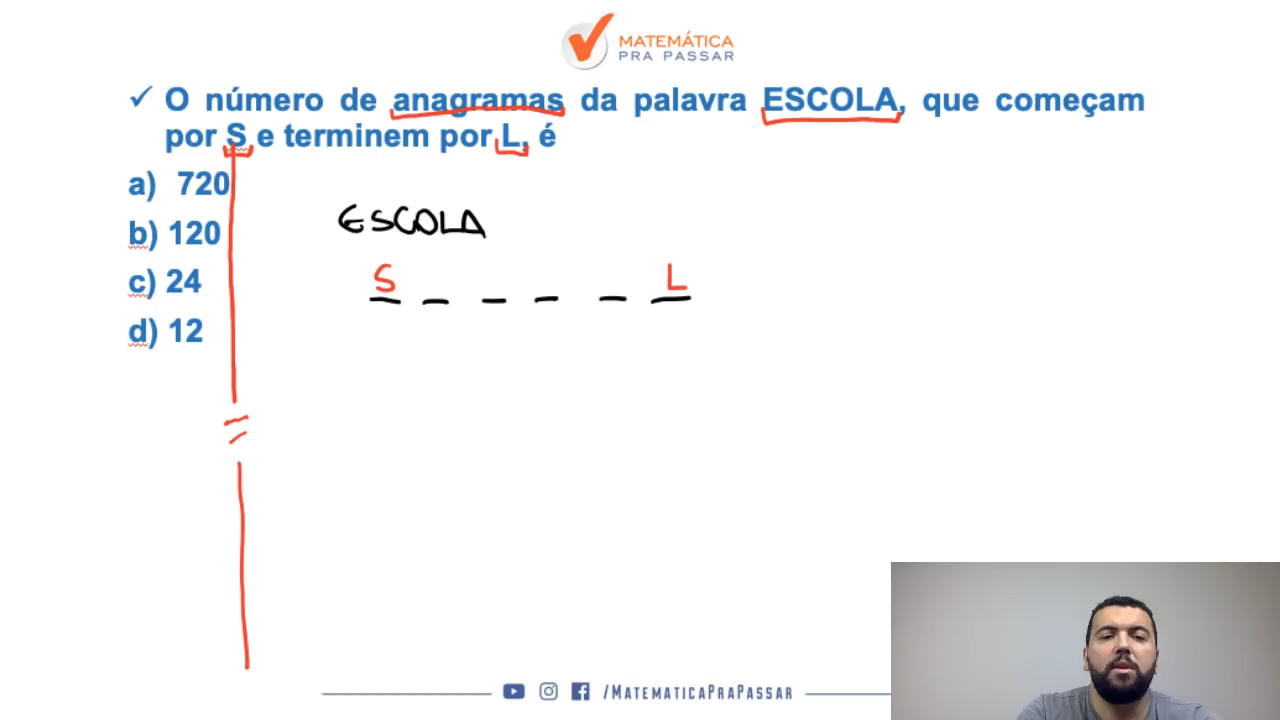 MATEMÁTICA
PRA PASSAR
✓ O número de anagramas da palavra ESCOLA, que começam
por S e terminem por L, é
a) 720
b) 120
c) 24
d) 12
ESCOLA
S _ _ _ _ L
/MATEMATICAPRAPASSAR